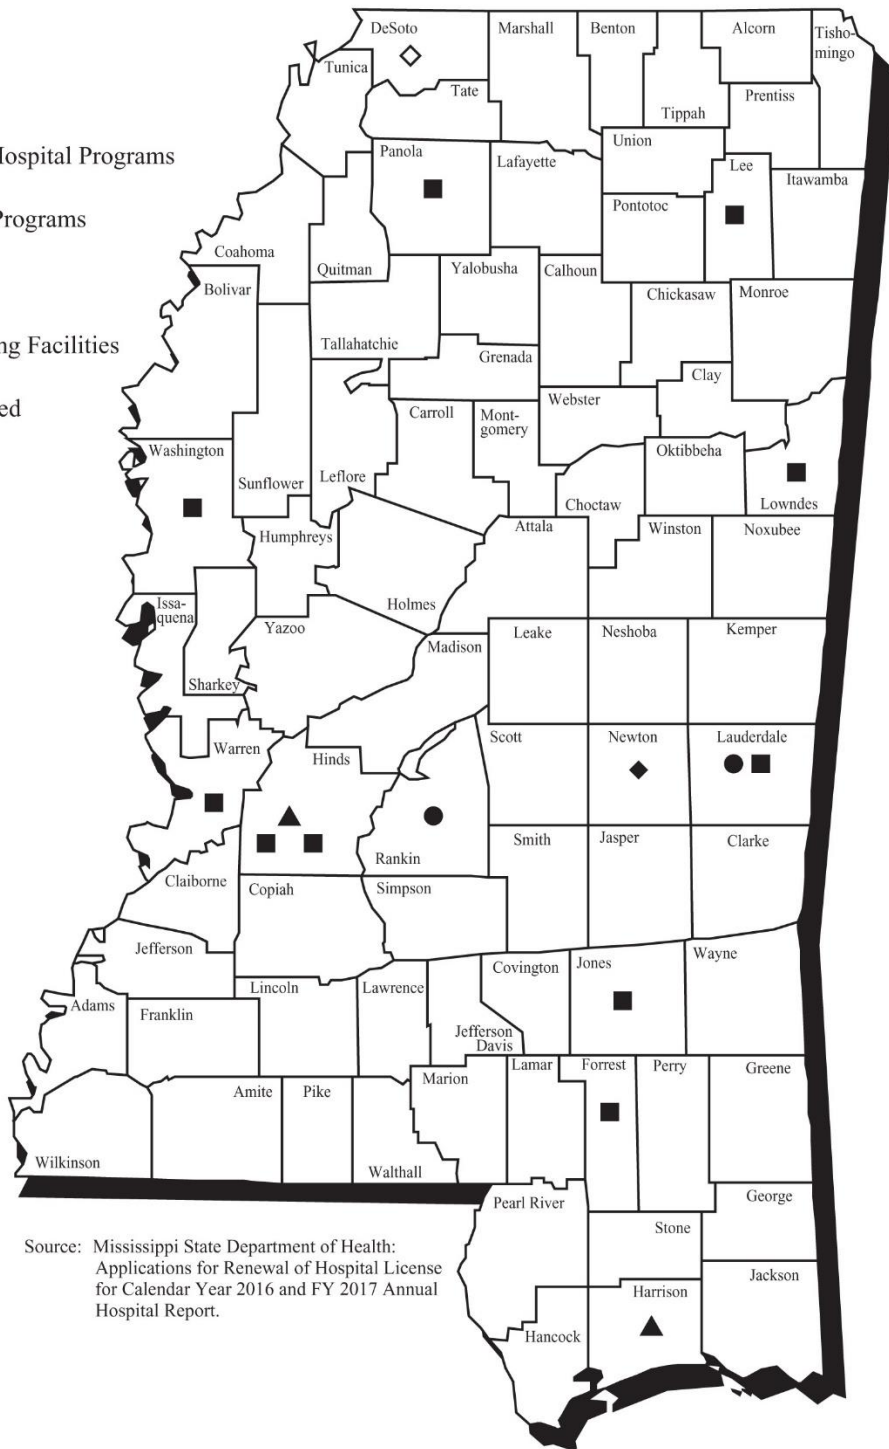 DeSoto
Marshall
Benton
Alcorn
Tisho-
mingo
Tunica
Tate
Tippah
Prentiss
Hospital Programs
Union
Panola
Lafayette
Lee
Itawamba
Programs
Pontotoc
Coahoma
Quitman
Yalobusha
Calhoun
Bolivar
Chickasaw
Monroe
ng Facilities
Tallahatchie
Grenada
Clay
ed
Carroll
Mont-
gomery
Webster
Washington
Sunflower
Leflore
Oktibbeha
Choctaw
Lowndes
Humphreys
Attala
Winston
Noxubee
Issa-
quena
Holmes
Yazoo
Madison
Leake
Neshoba
Kemper
Sharkey
Warren
Hinds
Scott
Newton
Lauderdale
Rankin
Smith
Jasper
Clarke
Claiborne
Copiah
Simpson
Jefferson
Covington
Jones
Wayne
Adams
Lincoln
Lawrence
Franklin
Jefferson
Davis
Marion
Lamar
Forrest
Perry
Greene
Amite
Pike
Wilkinson
Walthall
Pearl River
George
Stone
Source: Mississippi State Department of Health:
Applications for Renewal of Hospital License
for Calendar Year 2016 and FY 2017 Annual
Hospital Report.
Jackson
Harrison
Hancock